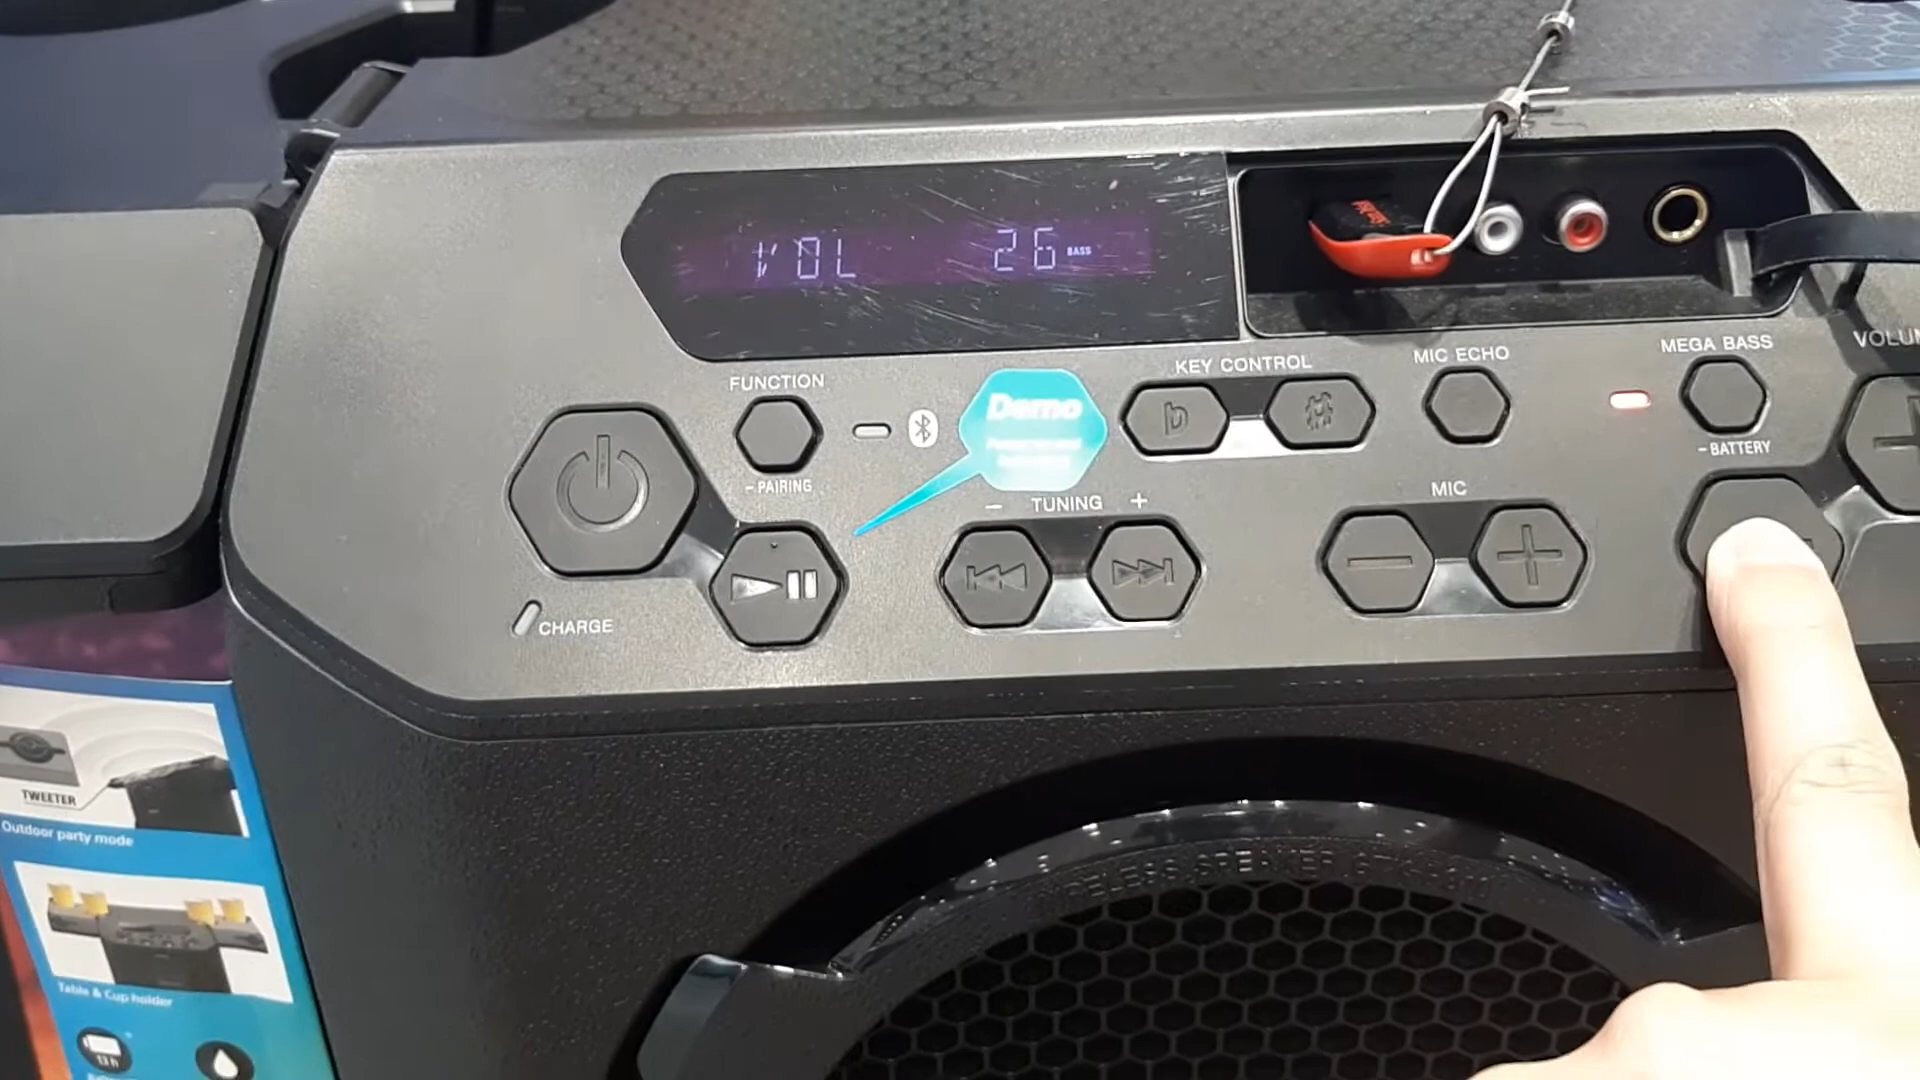 VOL 26 BASS
FUNCTION
- PAIRING
CHARGE
Demo
KEY CONTROL
MIC ECHO
MEGA BASS
- BATTERY
- TUNING +
MIC
TWEETER
Outdoor party mode
Table & Cup holder
13 h